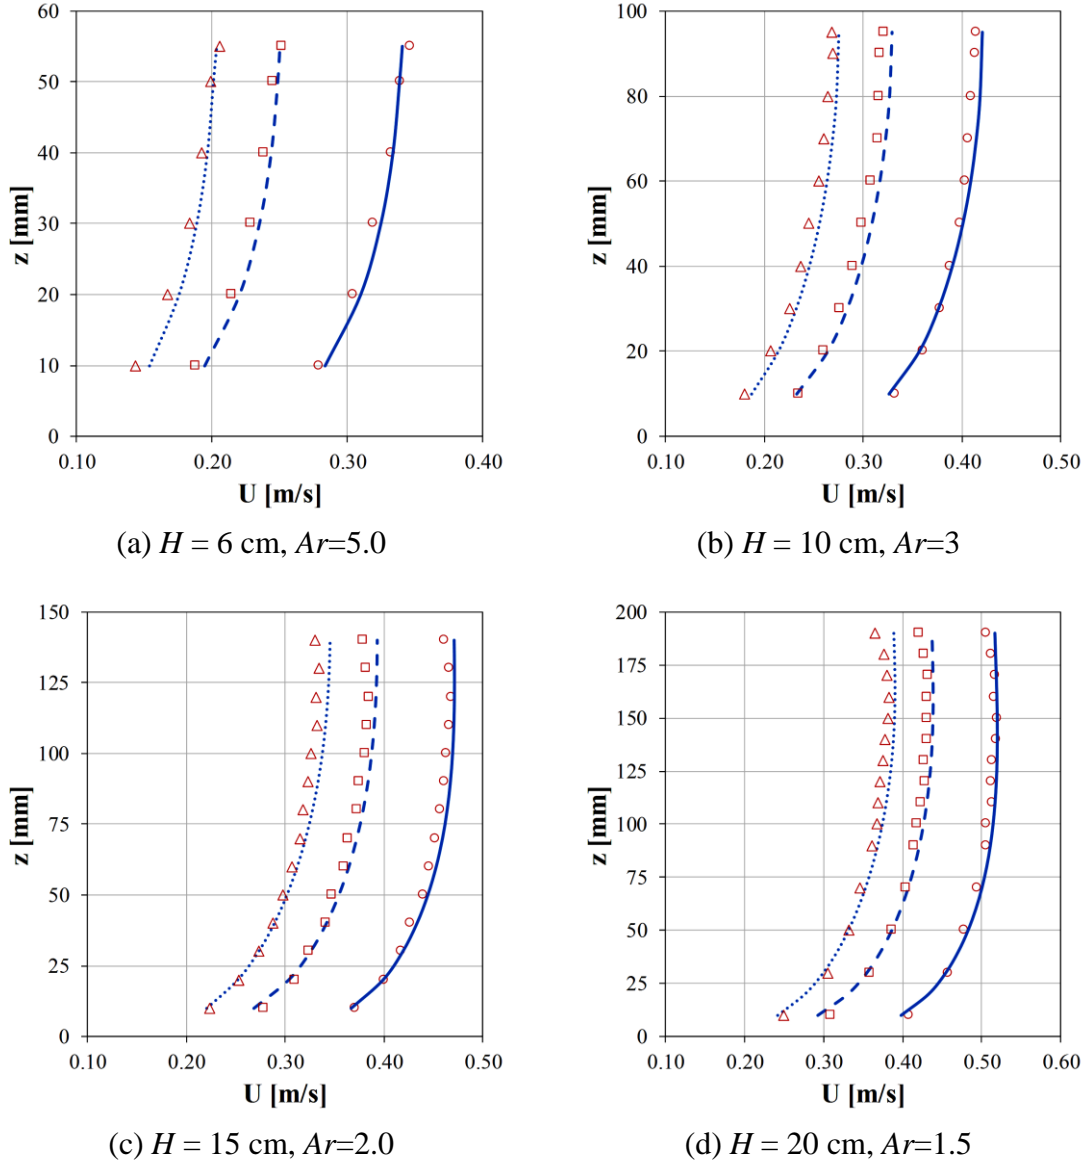 60
50
40
30
20
10
0
z [mm]
0.10 0.20 0.30 0.40
U [m/s]
(a) H = 6 cm, Ar=5.0
100
80
60
40
20
0
z [mm]
0.10 0.20 0.30 0.40 0.50
U [m/s]
(b) H = 10 cm, Ar=3
150
125
100
75
50
25
0
z [mm]
0.10 0.20 0.30 0.40 0.50
U [m/s]
(c) H = 15 cm, Ar=2.0
200
175
150
125
100
75
50
25
0
z [mm]
0.10 0.20 0.30 0.40 0.50 0.60
U [m/s]
(d) H = 20 cm, Ar=1.5